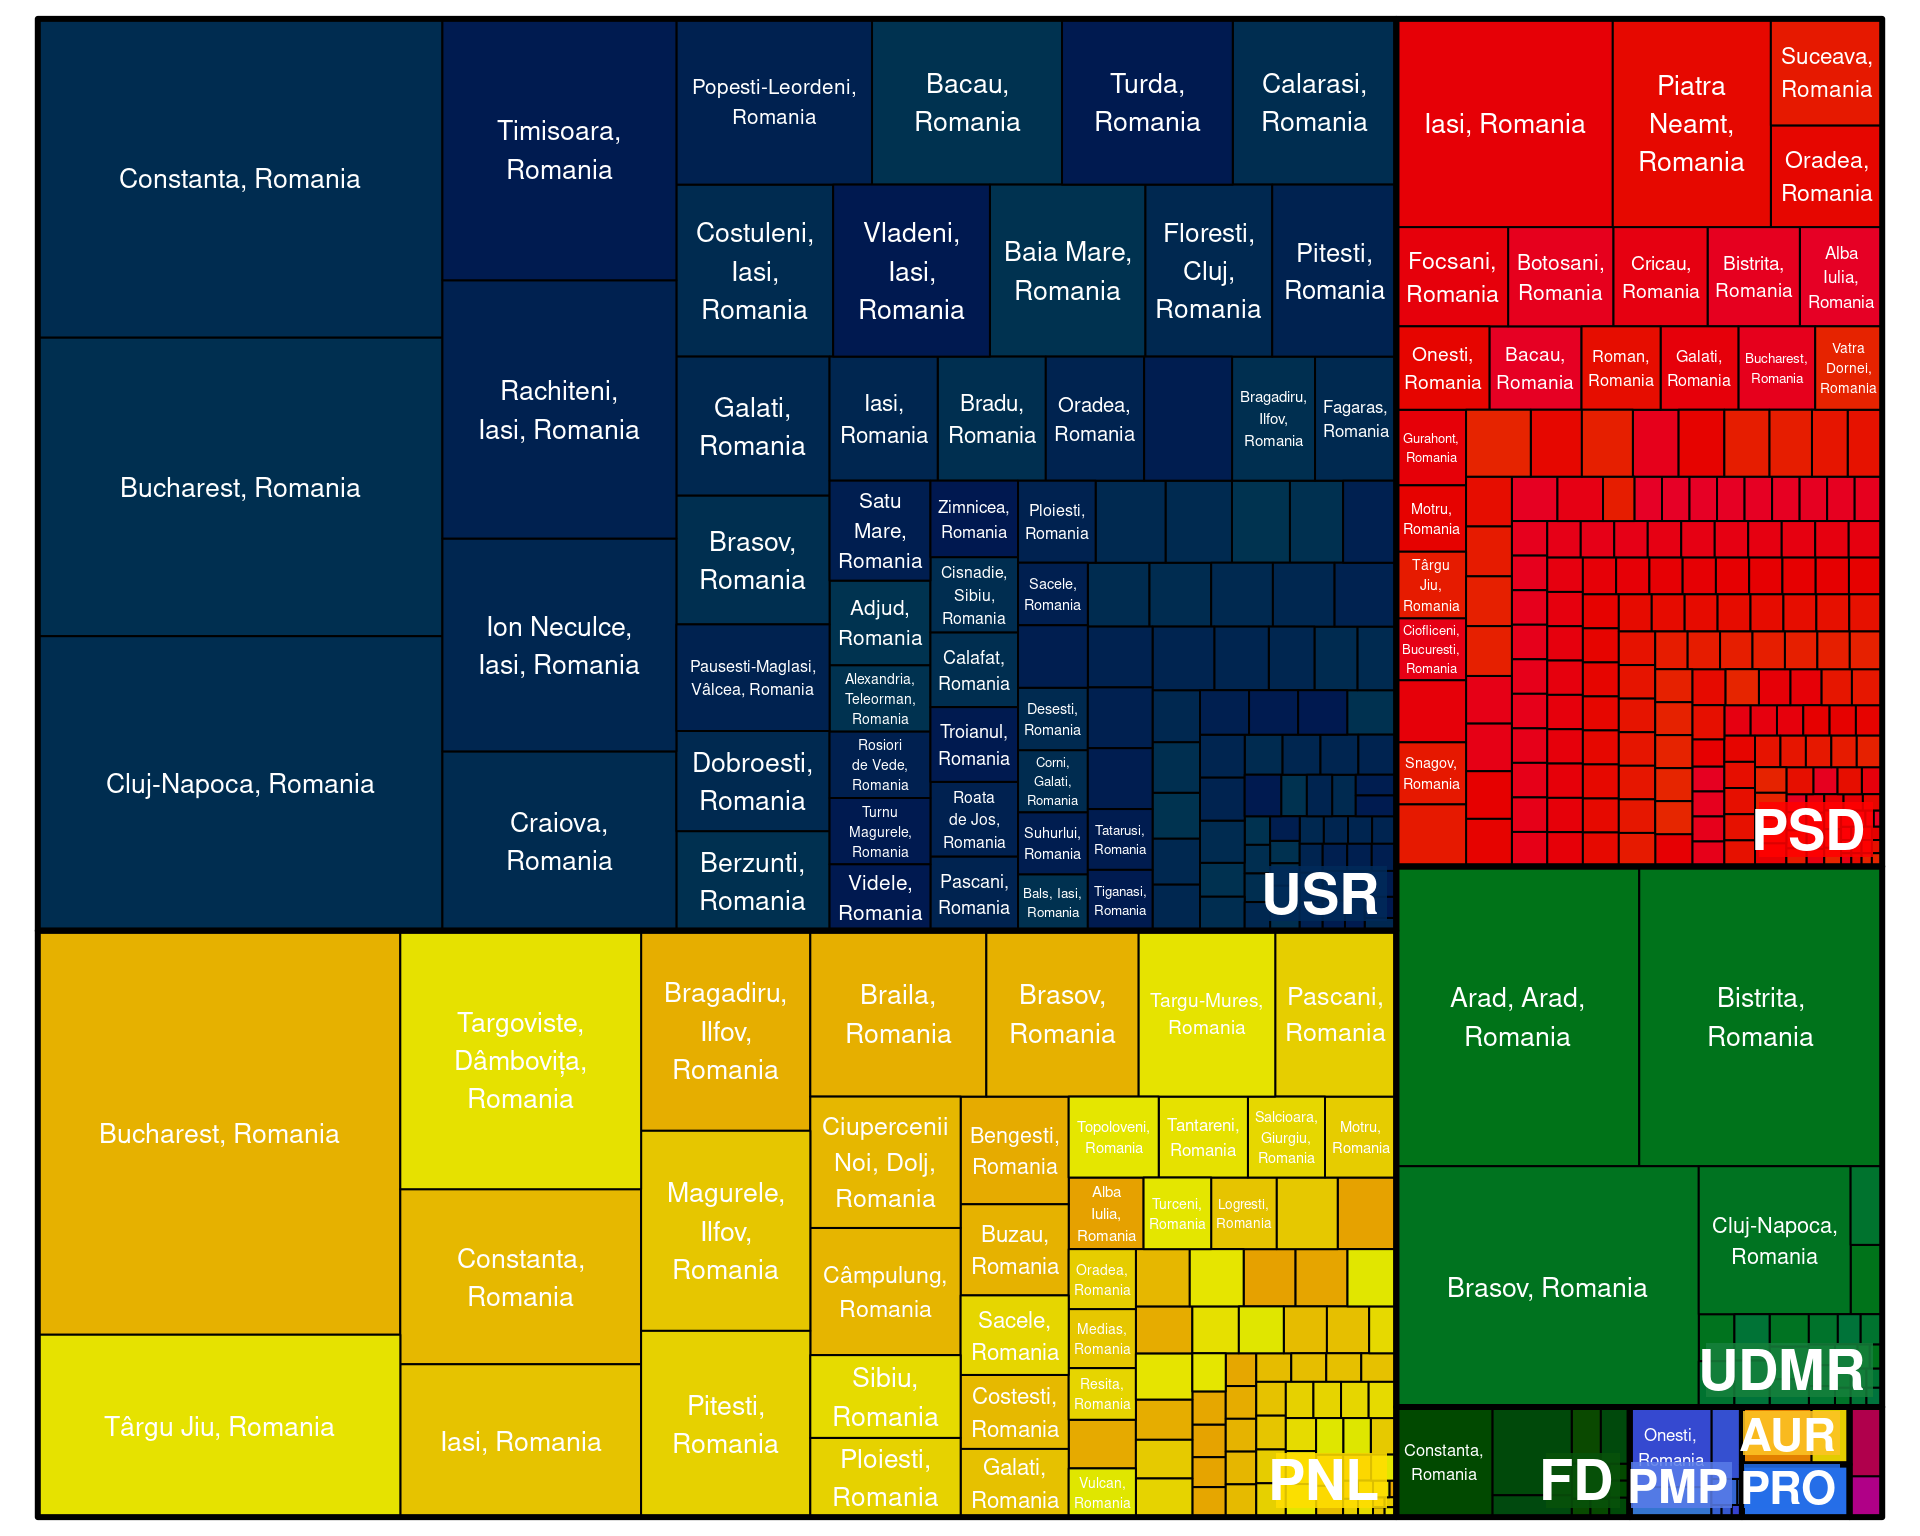 Constanta, Romania
Bucharest, Romania
Cluj-Napoca, Romania
Timisoara,
Romania
Rachiteni,
Iasi, Romania
Ion Neculce,
Iasi, Romania
Craiova,
Romania
Popesti-Leordeni,
Romania
Bacau,
Romania
Turda,
Romania
Calarasi,
Romania
Costuleni,
Iasi,
Romania
Vladeni,
Iasi,
Romania
Baia Mare,
Romania
Floresti,
Cluj,
Romania
Pitesti,
Romania
Galati,
Romania
Brasov,
Romania
Pausesti-Maglasi,
Vâlcea, Romania
Dobroesti,
Romania
Berzunti,
Romania
Iasi,
Romania
Bradu,
Romania
Oradea,
Romania
Bragadiru,
Ilfov,
Romania
Fagaras,
Romania
Satu
Mare,
Romania
Adjud,
Romania
Alexandria,
Teleorman,
Romania
Rosiori
de Vede,
Romania
Turnu
Magurele,
Romania
Videle,
Romania
Zimnicea,
Romania
Cisnadie,
Sibiu,
Romania
Calafat,
Romania
Troianul,
Romania
Roata
de Jos,
Romania
Pascani,
Romania
Ploiesti,
Romania
Sacele,
Romania
Desesti,
Romania
Corni,
Galati,
Romania
Suhurlui,
Romania
Bals, Iasi,
Romania
Tatarusi,
Romania
Tiganasi,
Romania
USR
Iasi, Romania
Piatra
Neamt,
Romania
Suceava,
Romania
Oradea,
Romania
Focsani,
Romania
Botosani,
Romania
Cricau,
Romania
Bistrita,
Romania
Alba
Iulia,
Romania
Onesti,
Romania
Bacau,
Romania
Roman,
Romania
Galati,
Romania
Bucharest,
Romania
Vatra
Dornei,
Romania
Gurahont,
Romania
Motru,
Romania
Târgu
Jiu,
Romania
Ciofliceni,
Bucuresti,
Romania
Snagov,
Romania
PSD
Bucharest, Romania
Târgu Jiu, Romania
Targoviste,
Dâmbovița,
Romania
Constanta,
Romania
Iasi, Romania
Bragadiru,
Ilfov,
Romania
Magurele,
Ilfov,
Romania
Pitesti,
Romania
Braila,
Romania
Brasov,
Romania
Targu-Mures,
Romania
Pascani,
Romania
Ciupercenii
Noi, Dolj,
Romania
Câmpulung,
Romania
Sibiu,
Romania
Ploiesti,
Romania
Bengesti,
Romania
Buzau,
Romania
Sacele,
Romania
Costesti,
Romania
Galati,
Romania
Topoloveni,
Romania
Tantareni,
Romania
Salcioara,
Giurgiu,
Romania
Motru,
Romania
Alba
Iulia,
Romania
Turceni,
Romania
Logresti,
Romania
Oradea,
Romania
Medias,
Romania
Resita,
Romania
Vulcan,
Romania
PNL
Arad, Arad,
Romania
Bistrita,
Romania
Brasov, Romania
Cluj-Napoca,
Romania
UDMR
Constanta,
Romania
FD
Onesti,
Romania
PMP
AUR
PRO